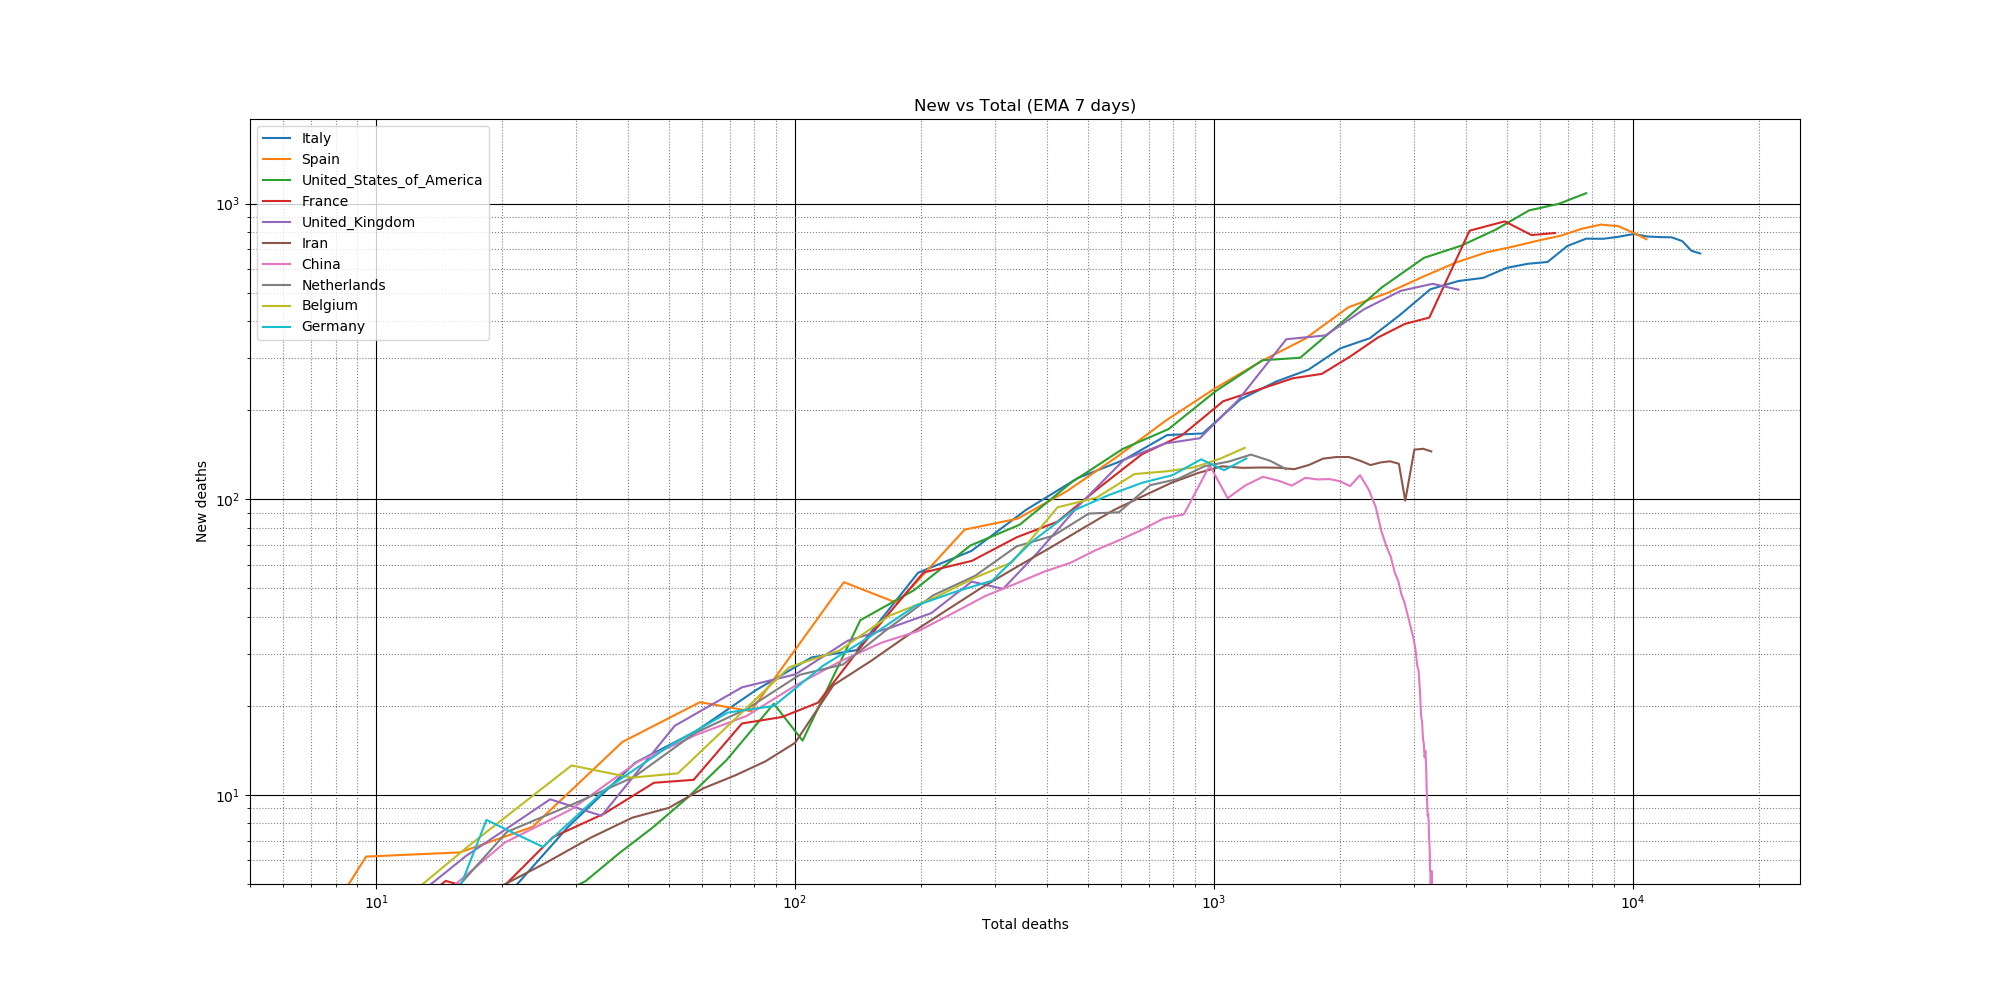 New vs Total (EMA 7 days)
Italy
Spain
United_States_of_America
France
United_Kingdom
Iran
China
Netherlands
Belgium
Germany
10³
10²
10¹
New deaths
10¹ 10² 10³ 10⁴
Total deaths